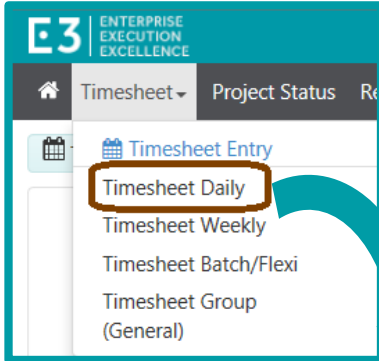 E3 ENTERPRISE
EXECUTION
EXCELLENCE
Timesheet Project Status Re
Timesheet Entry
Timesheet Daily
Timesheet Weekly
Timesheet Batch/Flexi
Timesheet Group
(General)